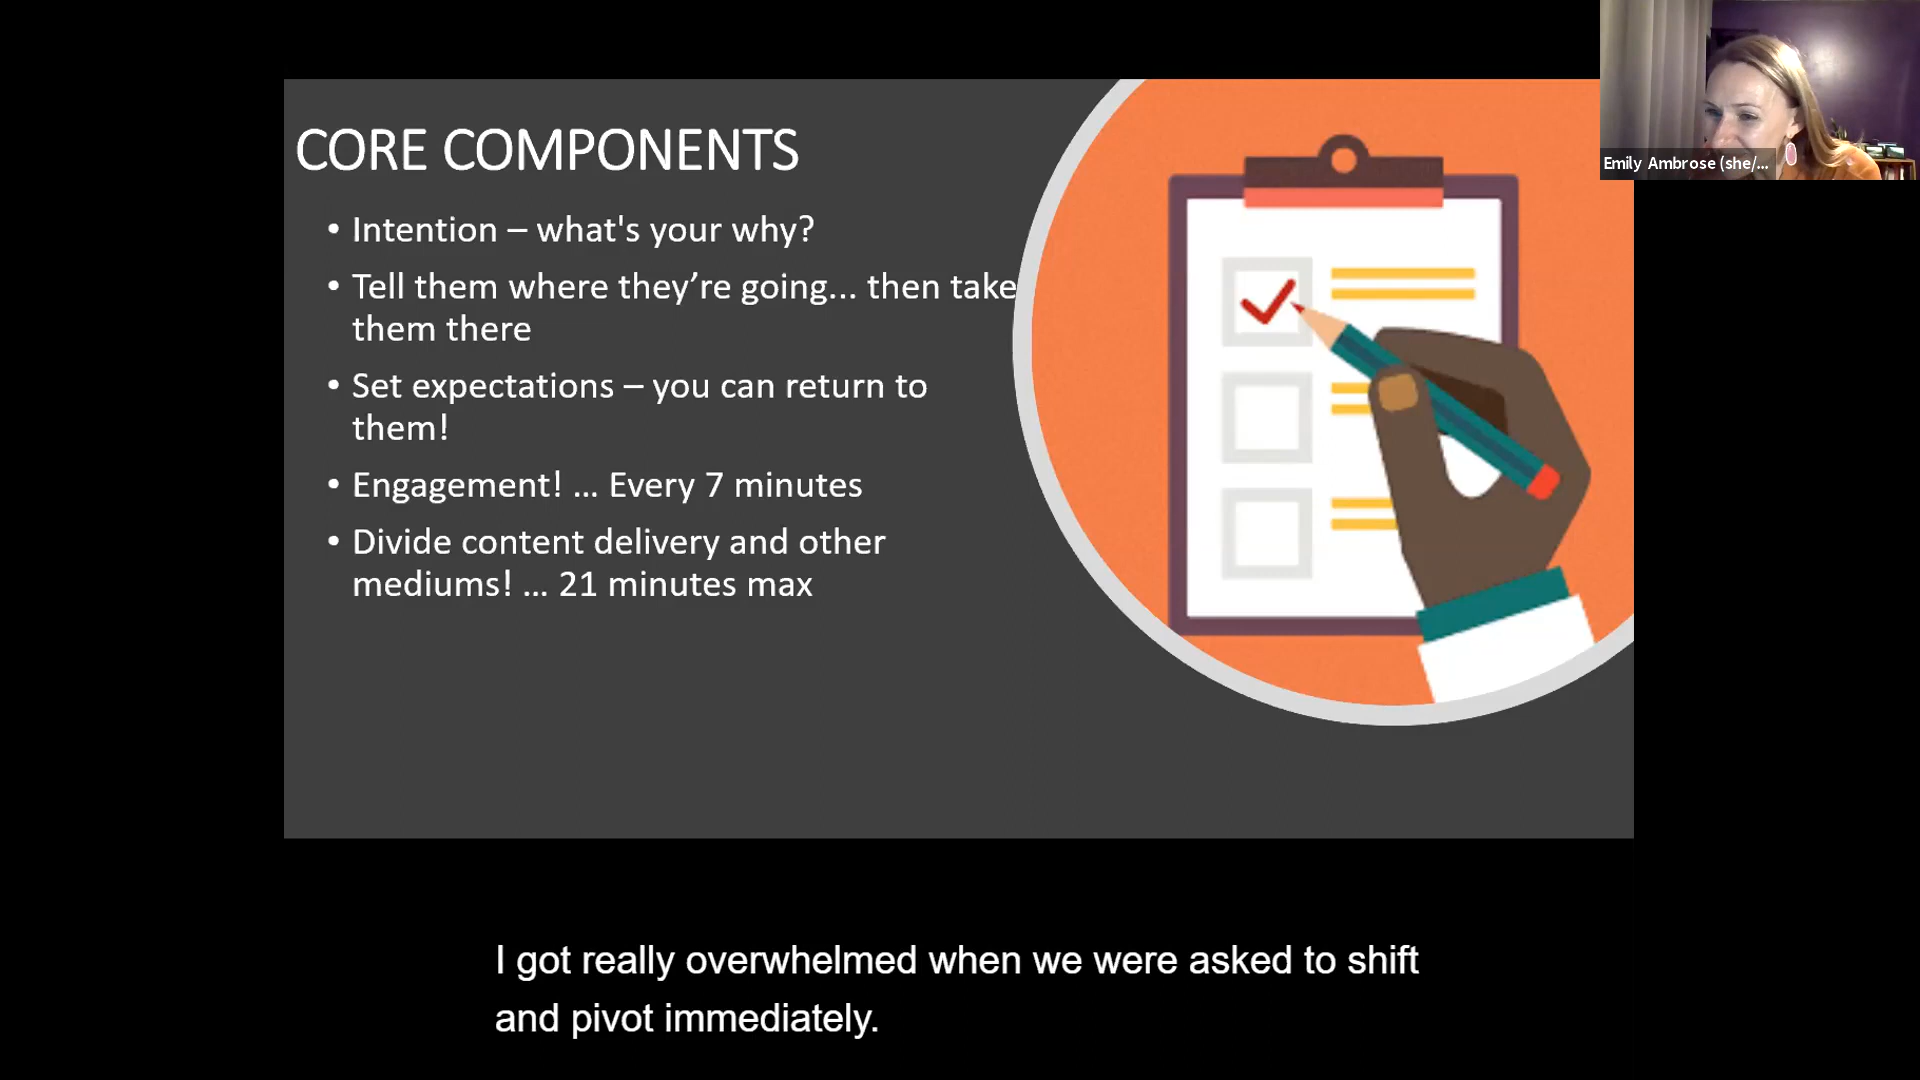 CORE COMPONENTS
• Intention – what's your why?
• Tell them where they’re going... then take
them there
• Set expectations – you can return to
them!
• Engagement! ... Every 7 minutes
• Divide content delivery and other
mediums! ... 21 minutes max
Emily Ambrose (she/...
I got really overwhelmed when we were asked to shift
and pivot immediately.